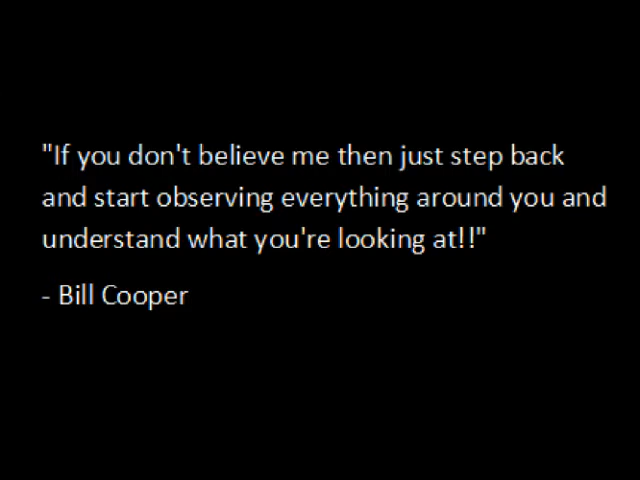 "If you don't believe me then just step back
and start observing everything around you and
understand what you're looking at!!"
- Bill Cooper